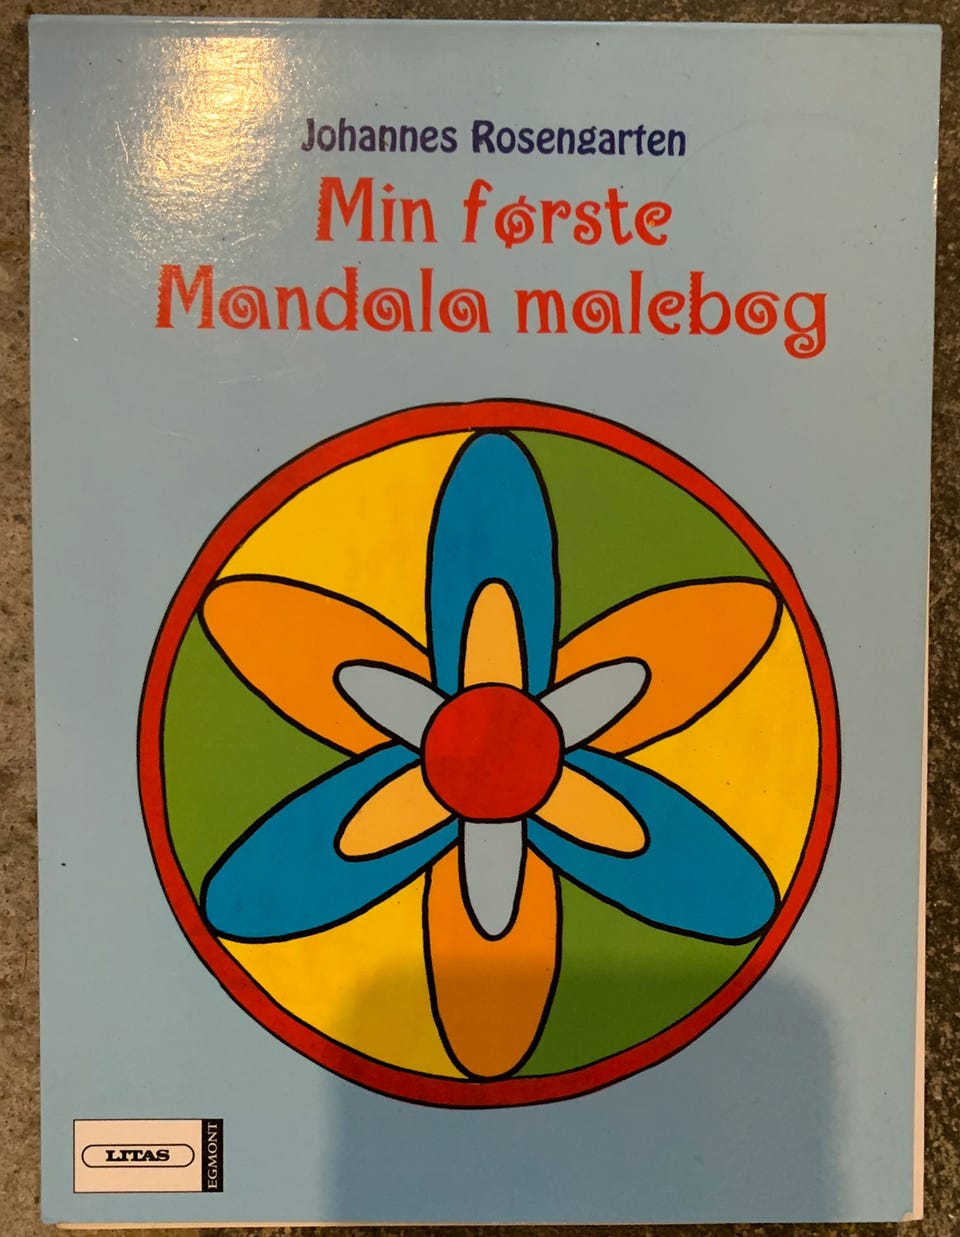 Johannes Rosengarten
Min første
Mandala malebog
LITAS
EGMONT